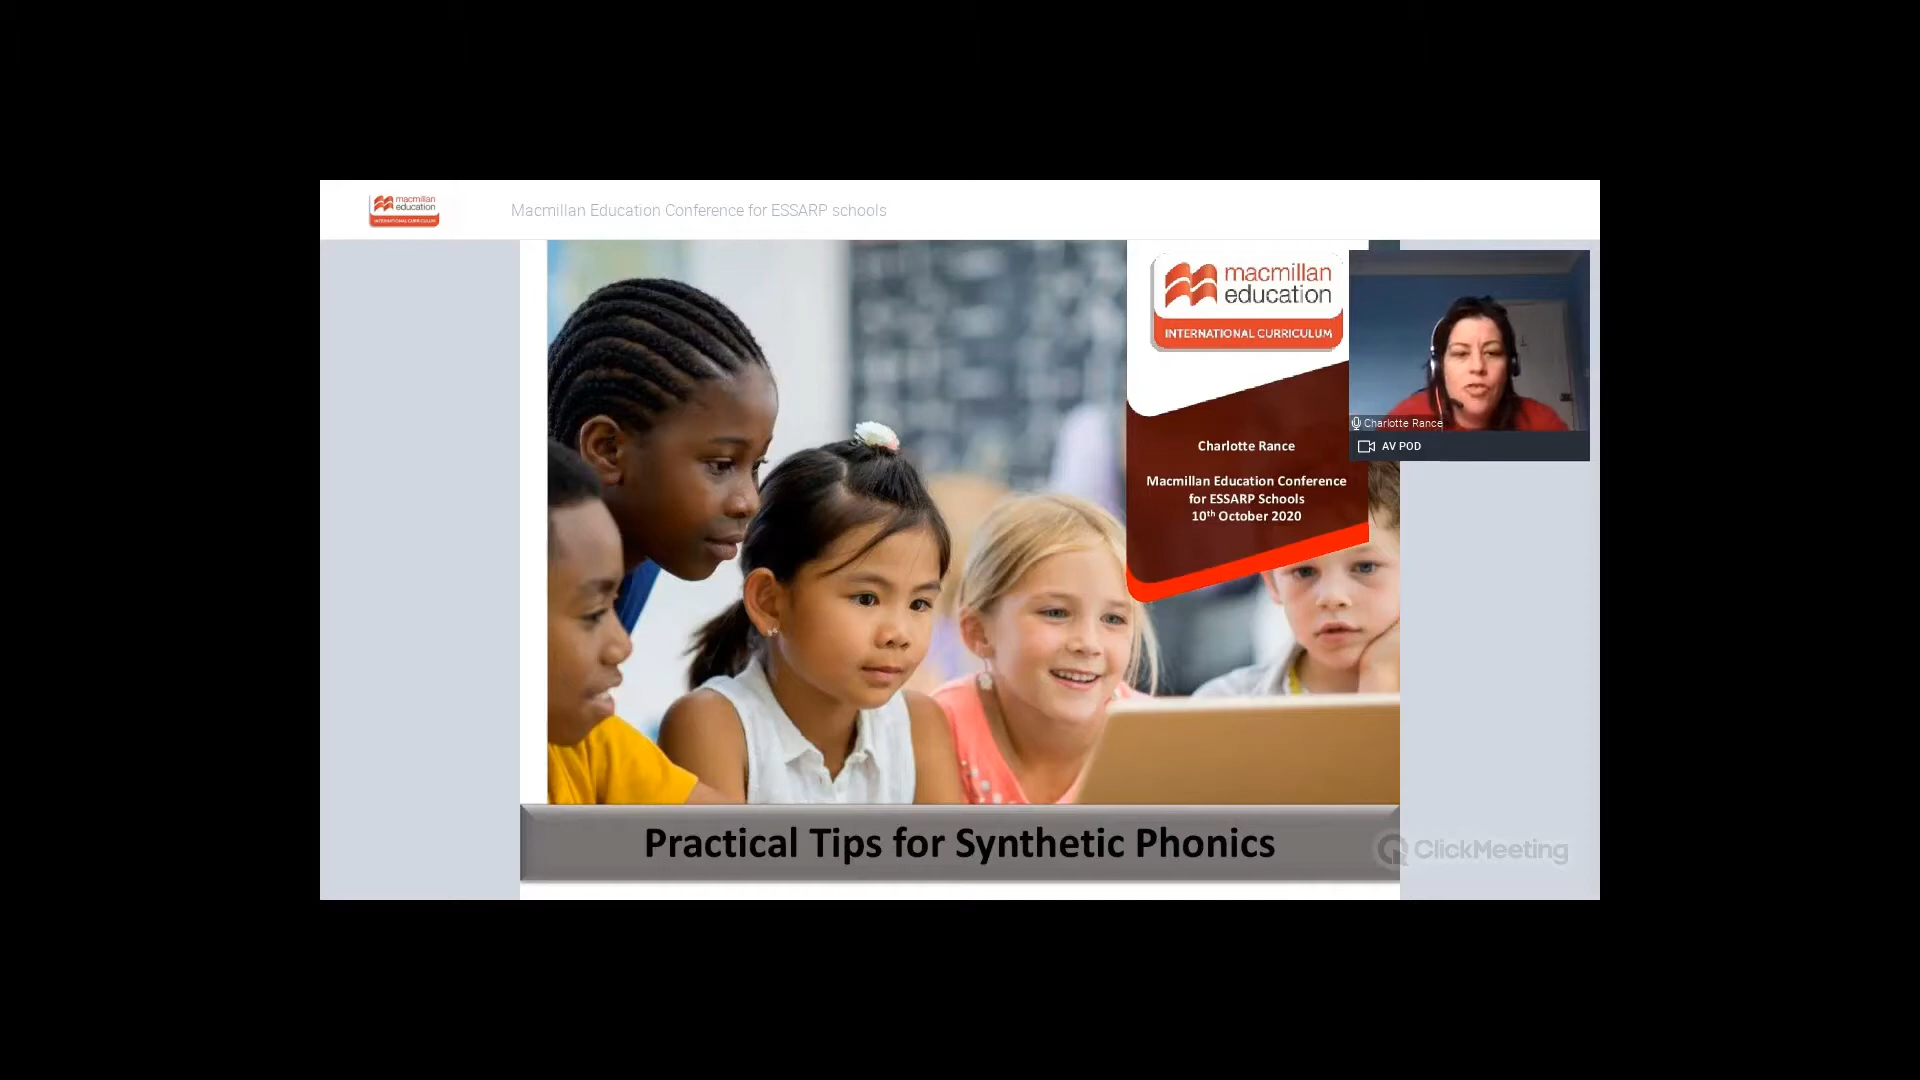 macmillan
education
INTERNATIONAL CURRICULUM
Macmillan Education Conference for ESSARP schools
macmillan
education
INTERNATIONAL CURRICULUM
Charlotte Rance
Macmillan Education Conference
for ESSARP Schools
10th October 2020
Charlotte Rance
AV POD
Practical Tips for Synthetic Phonics
ClickMeeting